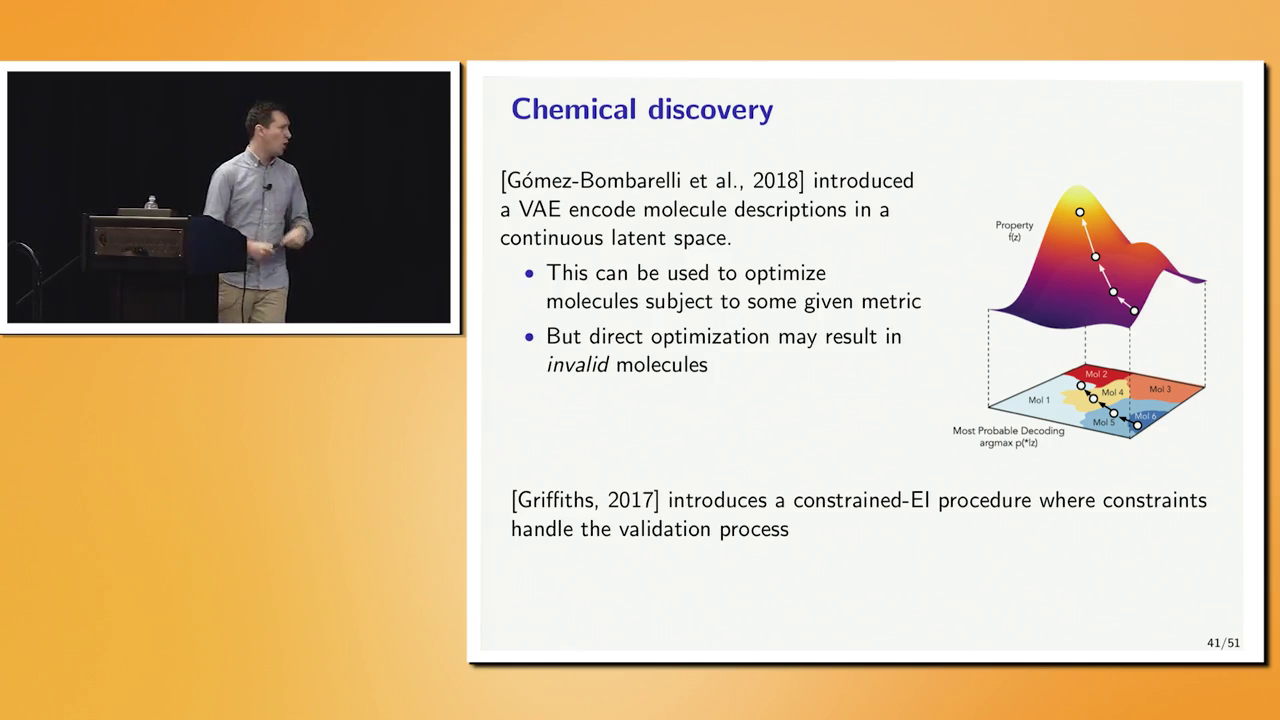 Chemical discovery
[Gómez-Bombarelli et al., 2018] introduced
a VAE encode molecule descriptions in a
continuous latent space.
• This can be used to optimize
molecules subject to some given metric
• But direct optimization may result in
invalid molecules
Property
f(z)
Mol 1
Mol 2
Mol 3
Mol 4
Mol 5
Mol 6
Most Probable Decoding
argmax p(*|z)
[Griffiths, 2017] introduces a constrained-EI procedure where constraints
handle the validation process
41/51